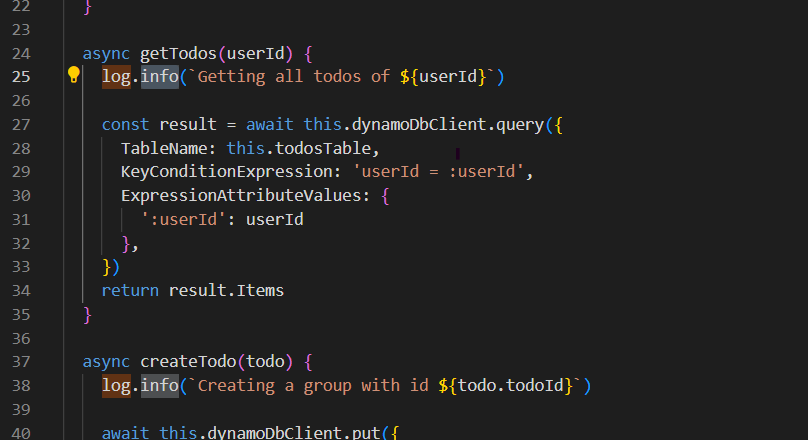 22 }
23
24 async getTodos(userId) {
25 log.info(`Getting all todos of ${userId}`)
26
27 const result = await this.dynamoDbClient.query({
28 TableName: this.todosTable,
29 KeyConditionExpression: 'userId = :userId',
30 ExpressionAttributeValues: {
31 ':userId': userId
32 },
33 })
34 return result.Items
35 }
36
37 async createTodo(todo) {
38 log.info(`Creating a group with id ${todo.todoId}`)
39
40 await this.dynamoDbClient.put({